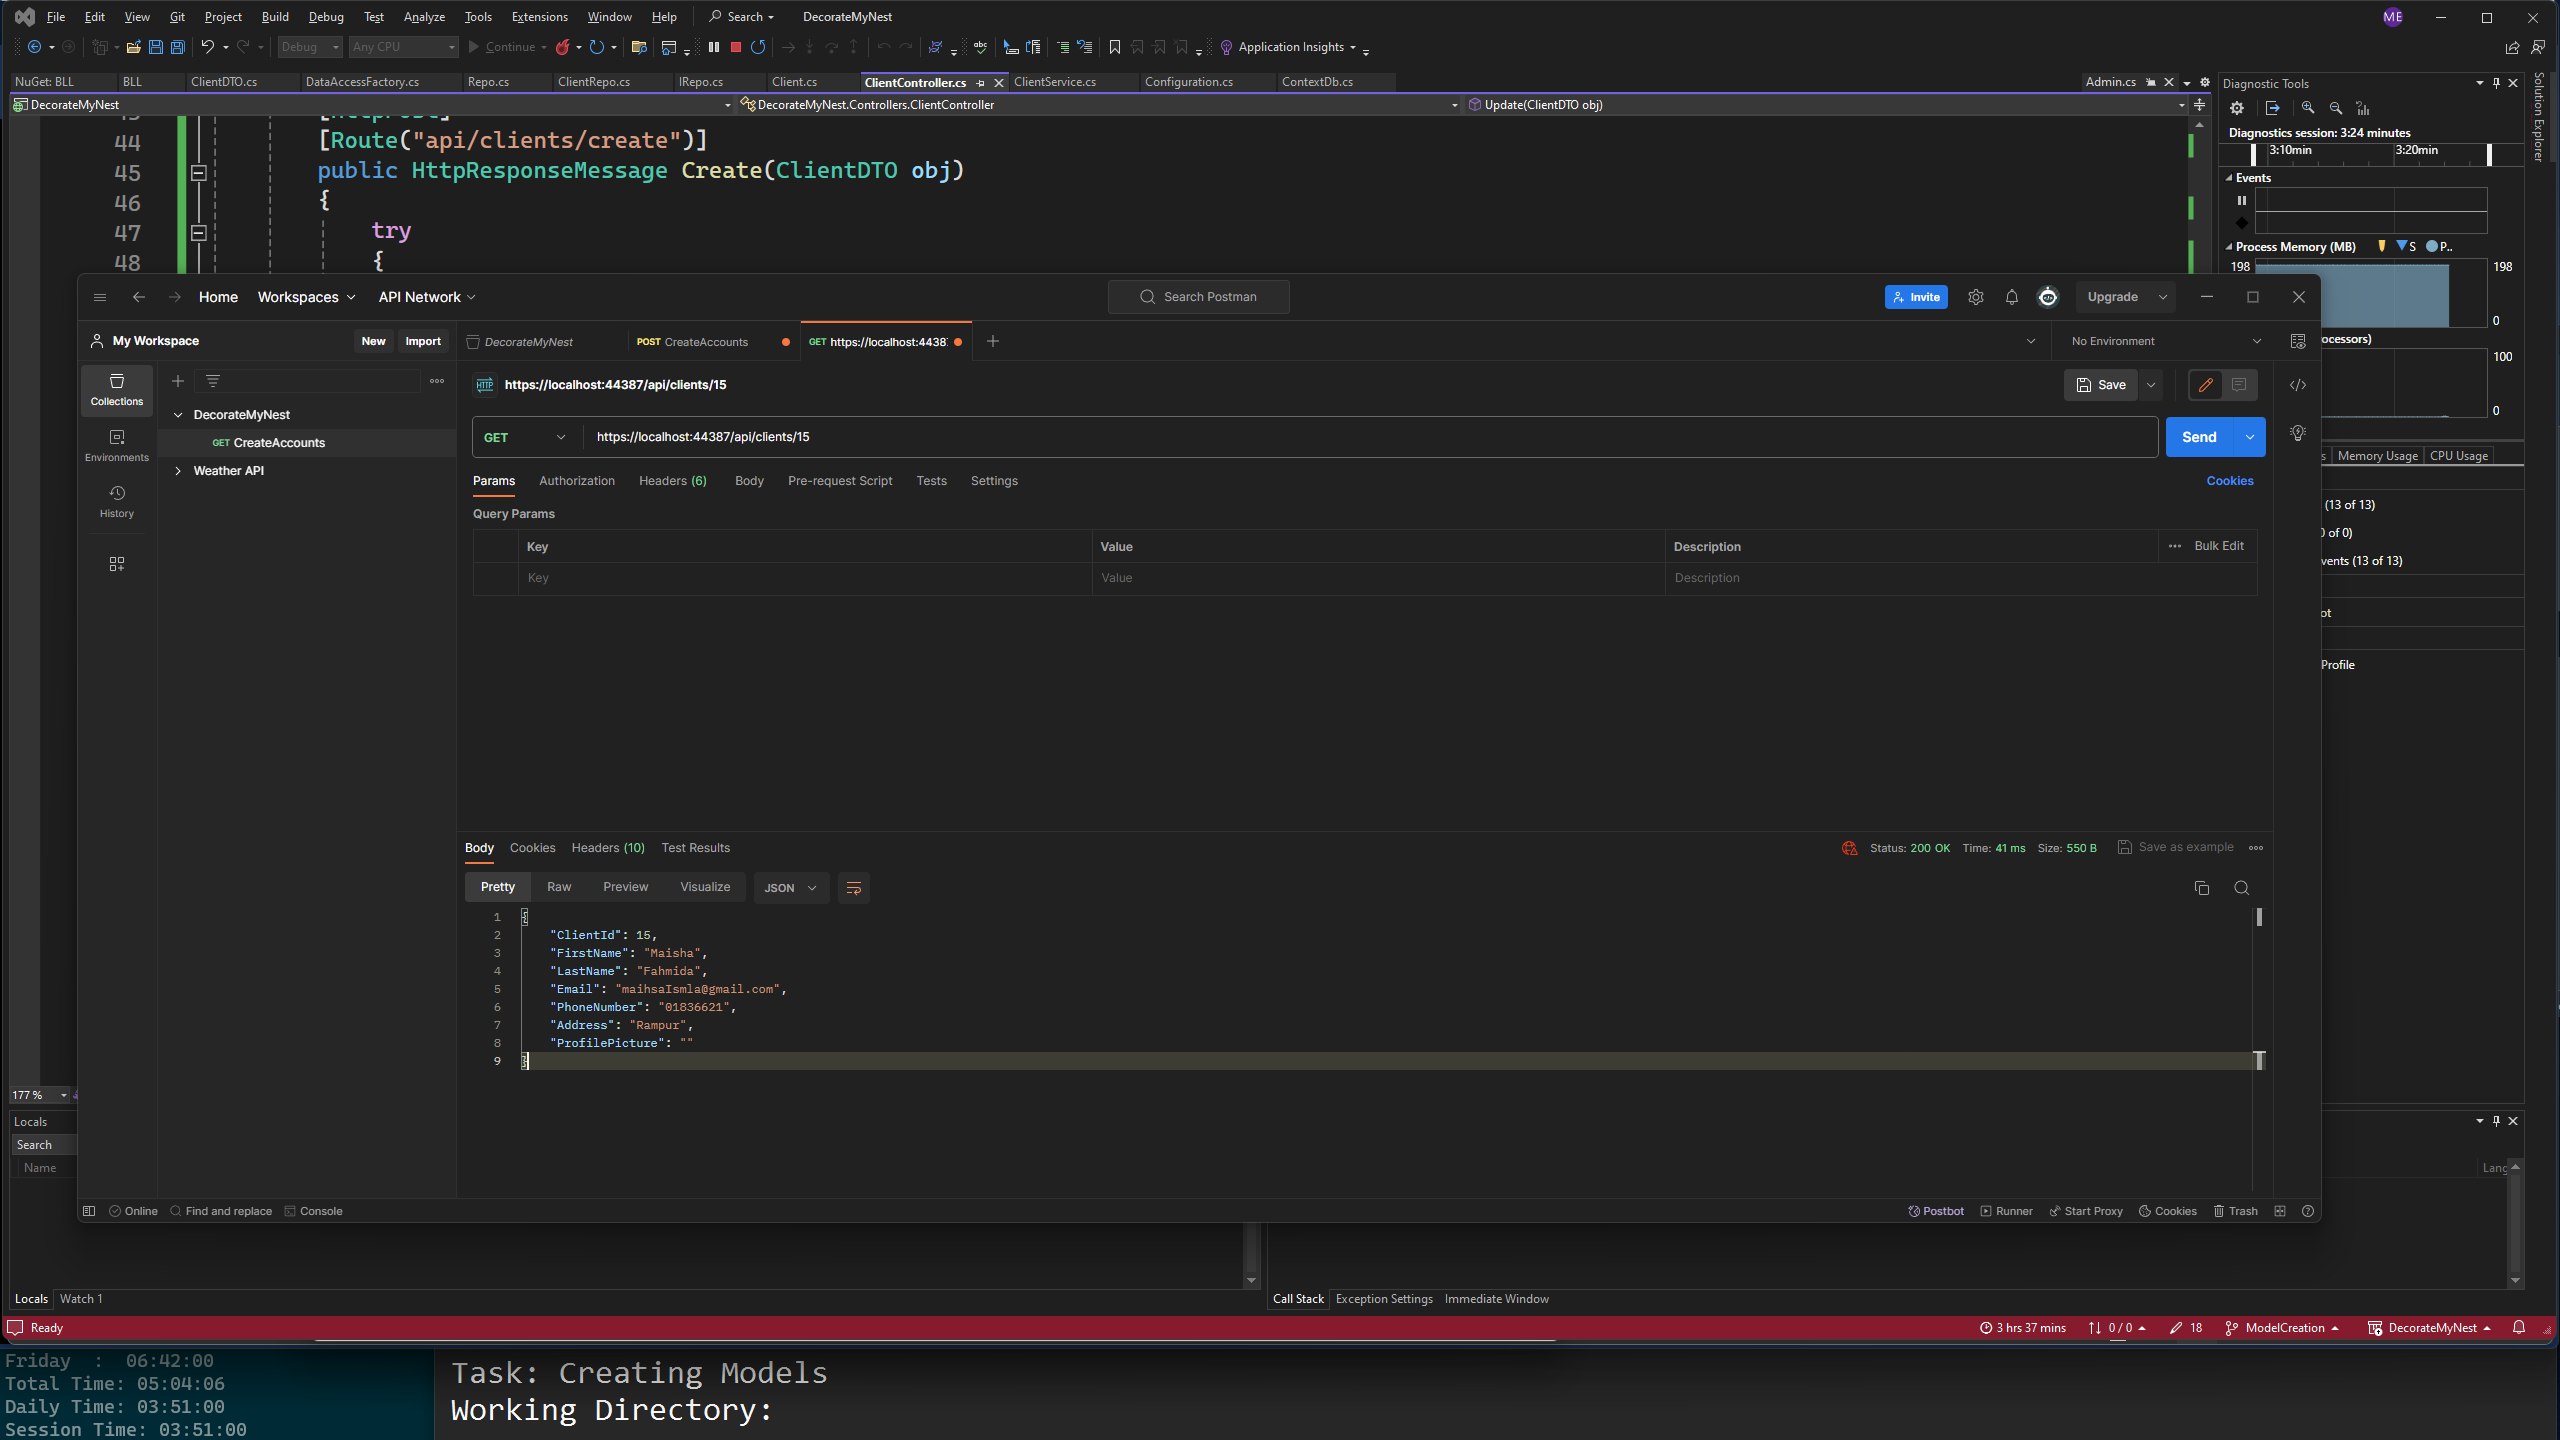 File Edit View Git Project Build Debug Test Analyze Tools Extensions Window Help Search DecorateMyNest ME
Debug Any CPU Continue Application Insights
NuGet: BLL BLL ClientDTO.cs DataAccessFactory.cs Repo.cs ClientRepo.cs IRepo.cs Client.cs ClientController.cs ClientService.cs Configuration.cs ContextDb.cs Admin.cs
DecorateMyNest DecorateMyNest.Controllers.ClientController Update(ClientDTO obj)
44 [Route("api/clients/create")]
45 public HttpResponseMessage Create(ClientDTO obj)
46 {
47 try
48 {
Diagnostic Tools
Diagnostics session: 3:24 minutes
3:10min 3:20min
Events
Process Memory (MB) S P..
198 198
0
ocessors)
100
0
Memory Usage CPU Usage
(13 of 13)
of 0)
vents (13 of 13)
ot
Profile
Solution Explorer
Home Workspaces API Network Search Postman Invite Upgrade
My Workspace New Import DecorateMyNest POST CreateAccounts GET https://localhost:4438 No Environment
Collections
Environments
History
DecorateMyNest
GET CreateAccounts
Weather API
HTTP https://localhost:44387/api/clients/15 Save
GET https://localhost:44387/api/clients/15 Send
Params Authorization Headers (6) Body Pre-request Script Tests Settings Cookies
Query Params
Key Value Description Bulk Edit
Key Value Description
Body Cookies Headers (10) Test Results Status: 200 OK Time: 41 ms Size: 550 B Save as example
Pretty Raw Preview Visualize JSON
1 {
2 "ClientId": 15,
3 "FirstName": "Maisha",
4 "LastName": "Fahmida",
5 "Email": "maihsaIsmla@gmail.com",
6 "PhoneNumber": "01836621",
7 "Address": "Rampur",
8 "ProfilePicture": ""
9 }
Online Find and replace Console Postbot Runner Start Proxy Cookies Trash
177 %
Locals
Search
Name
Lang
Locals Watch 1
Call Stack Exception Settings Immediate Window
Ready 3 hrs 37 mins 0 / 0 18 ModelCreation DecorateMyNest
Friday : 06:42:00
Total Time: 05:04:06
Daily Time: 03:51:00
Session Time: 03:51:00
Task: Creating Models
Working Directory: